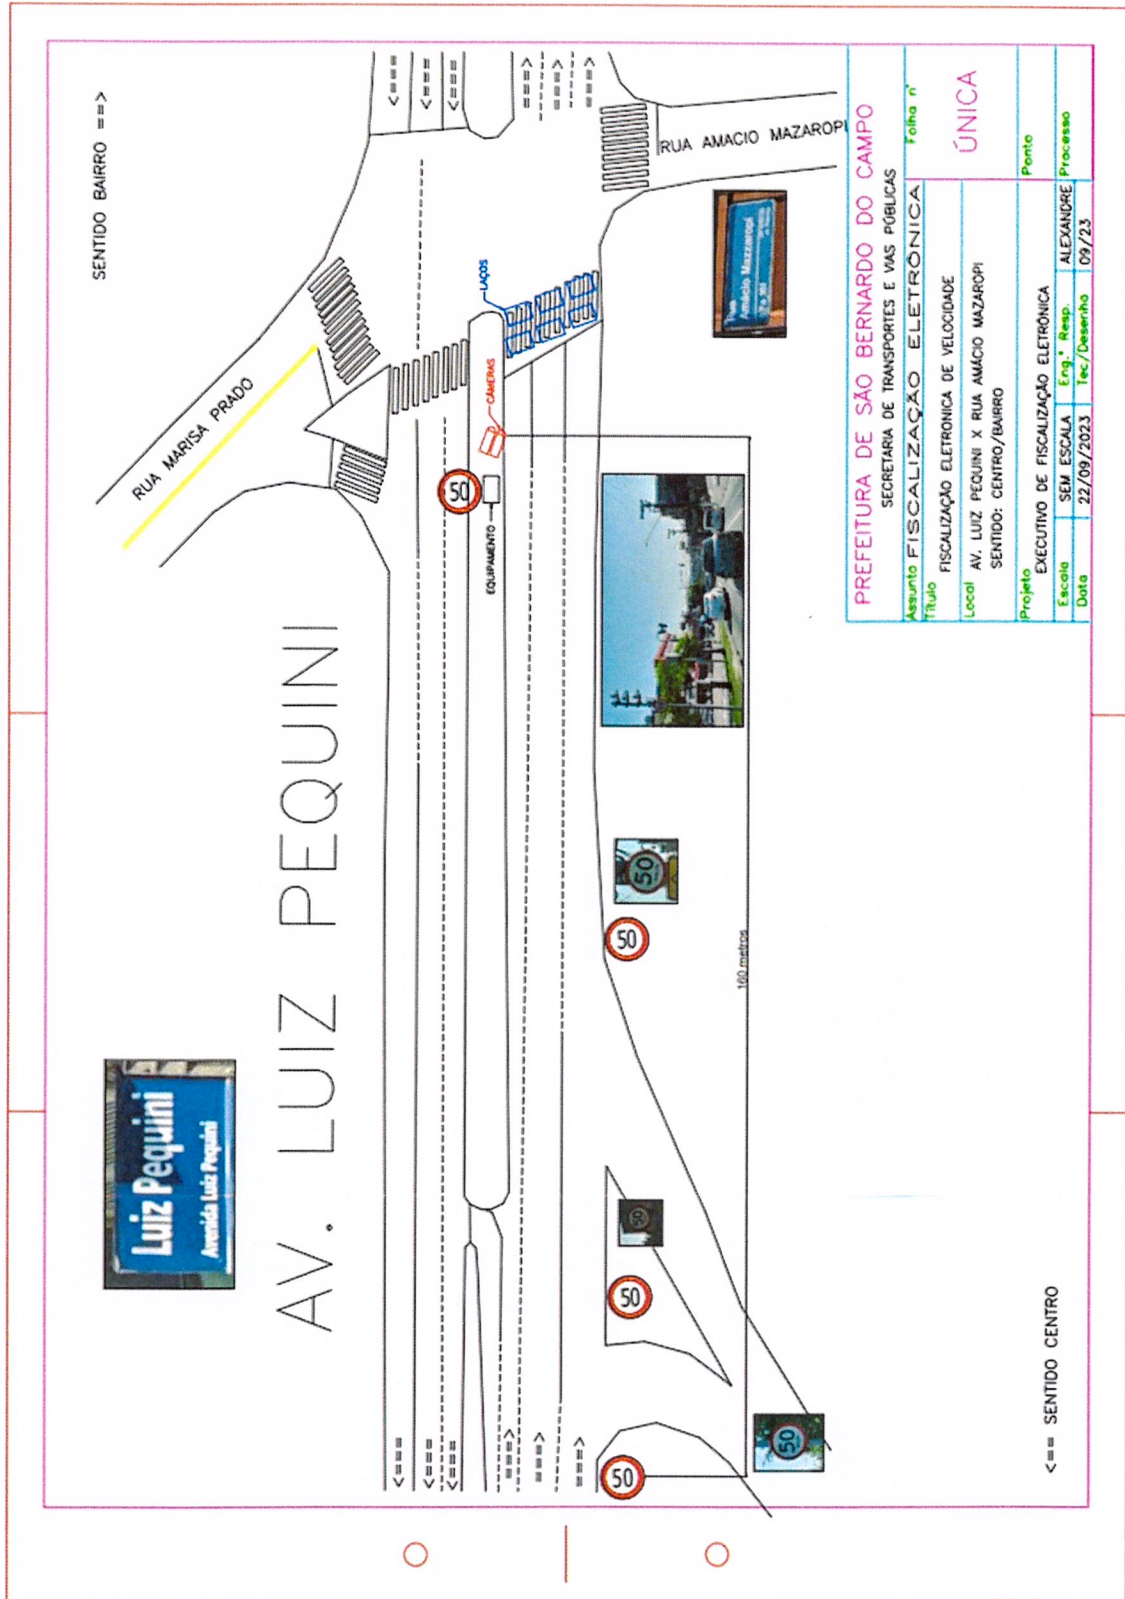 SENTIDO BAIRRO ===>
RUA MARISA PRADO
Luiz Pequini
Avenida Luiz Pequini
AV. LUIZ PEQUINI
<====
<====
<====
<====
<====
<====
50
EQUIPAMENTO
CÂMERAS
LAÇOS
====>
====>
====>
====>
====>
====>
RUA AMACIO MAZAROPI
Amácio Mazzaropi
50
50
50
50
50
50
160 metros
<=== SENTIDO CENTRO
PREFEITURA DE SÃO BERNARDO DO CAMPO
SECRETARIA DE TRANSPORTES E VIAS PÚBLICAS
Assunto FISCALIZAÇÃO ELETRÔNICA
Folha nº
ÚNICA
Título
FISCALIZAÇÃO ELETRONICA DE VELOCIDADE
Local AV. LUIZ PEQUINI X RUA AMÁCIO MAZAROPI
SENTIDO: CENTRO/BAIRRO
Projeto
EXECUTIVO DE FISCALIZAÇÃO ELETRÔNICA
Ponto
Escala SEM ESCALA Eng.º Resp. ALEXANDRE Processo
Data 22/09/2023 Tec/Desenho 09/23